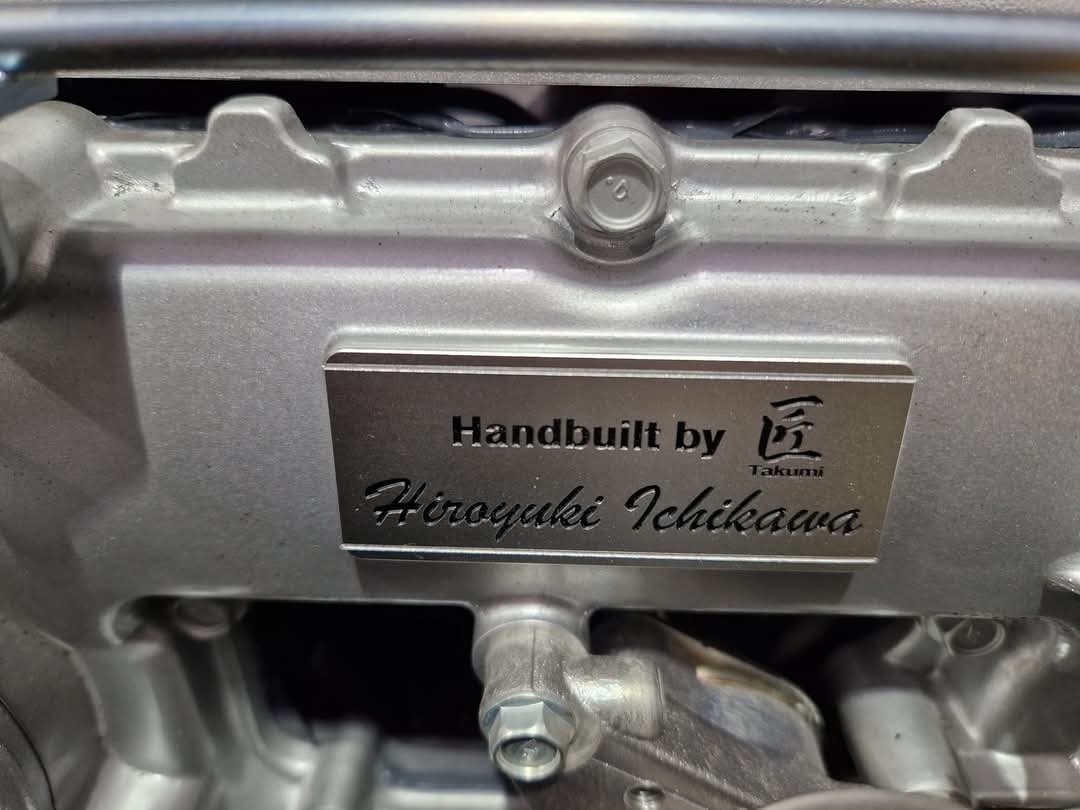 Handbuilt by 匠
Takumi
Hiroyuki Ichikawa